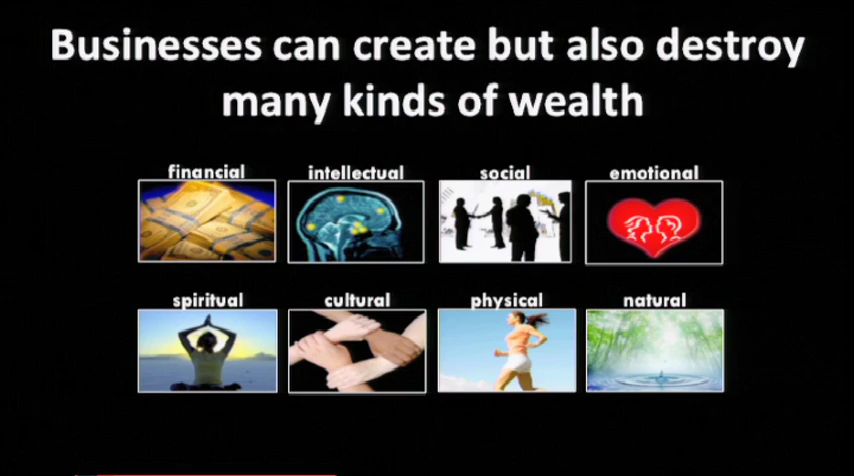 Businesses can create but also destroy
many kinds of wealth
financial intellectual social emotional
spiritual cultural physical natural